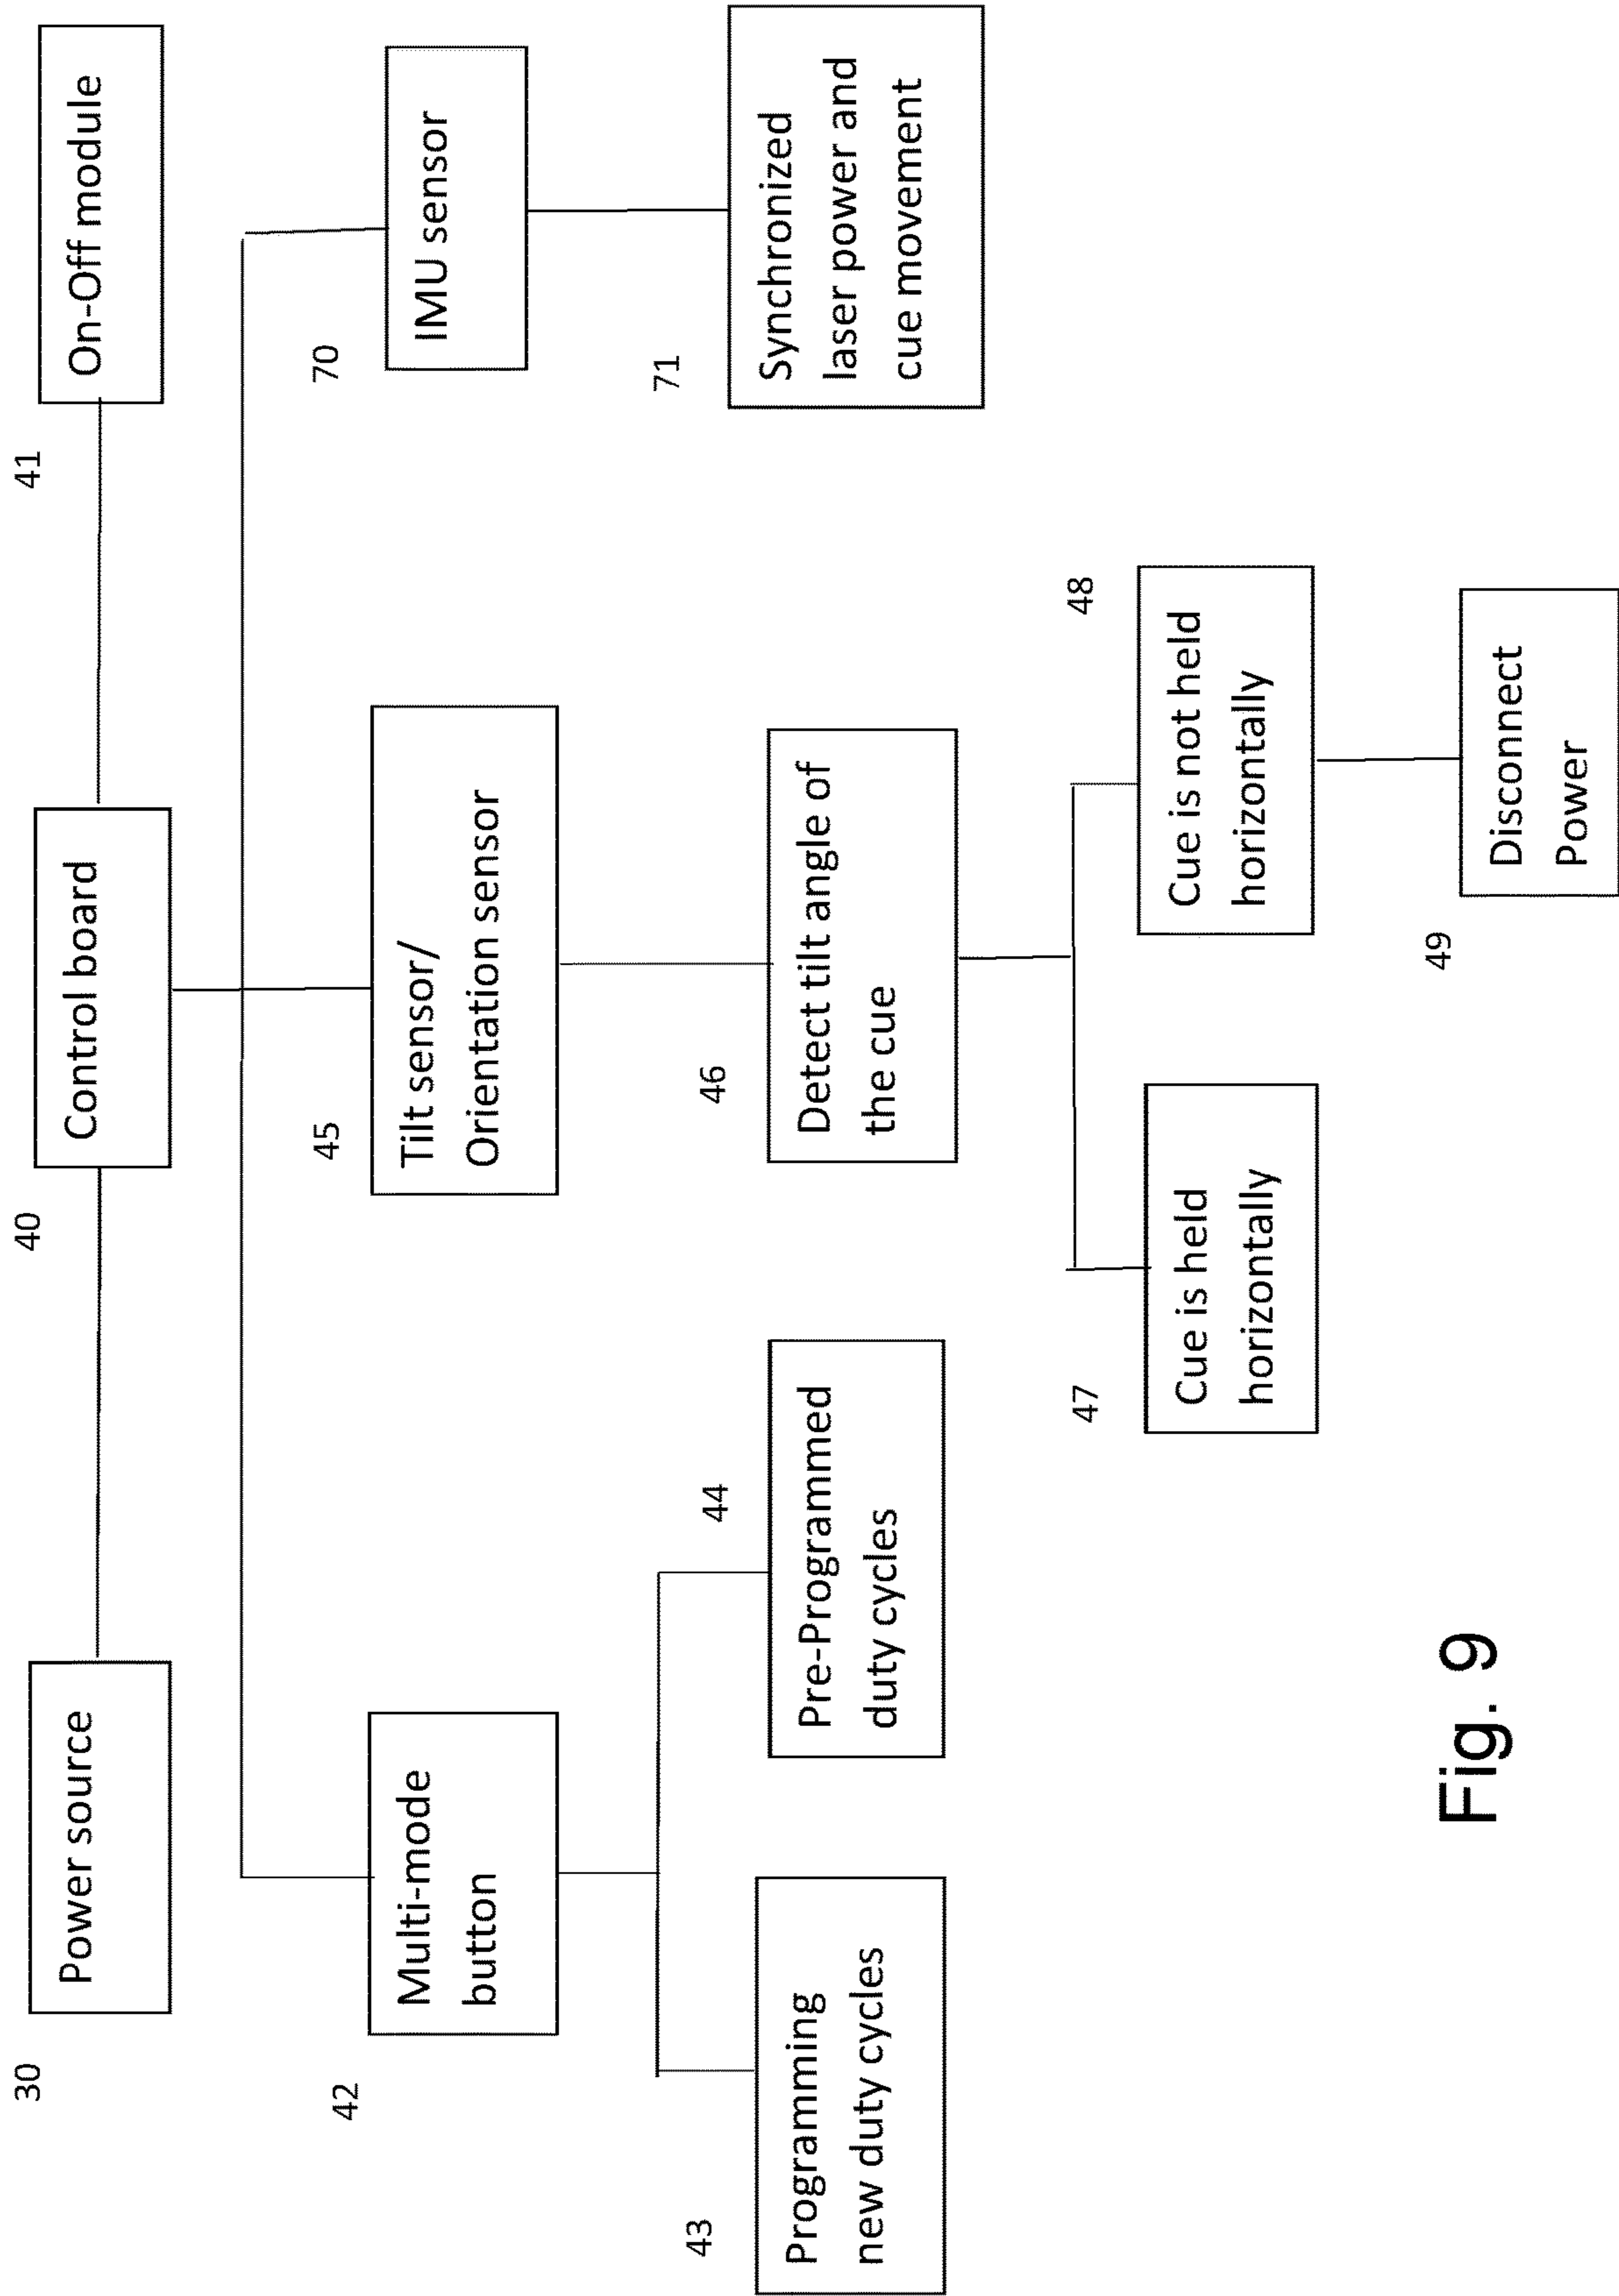 30
Power source
40
Control board
41
On-Off module
42
Multi-mode
button
45
Tilt sensor/
Orientation sensor
70
IMU sensor
43
Programming
new duty cycles
44
Pre-Programmed
duty cycles
46
Detect tilt angle of
the cue
71
Synchronized
laser power and
cue movement
47
Cue is held
horizontally
48
Cue is not held
horizontally
49
Disconnect
Power
Fig. 9